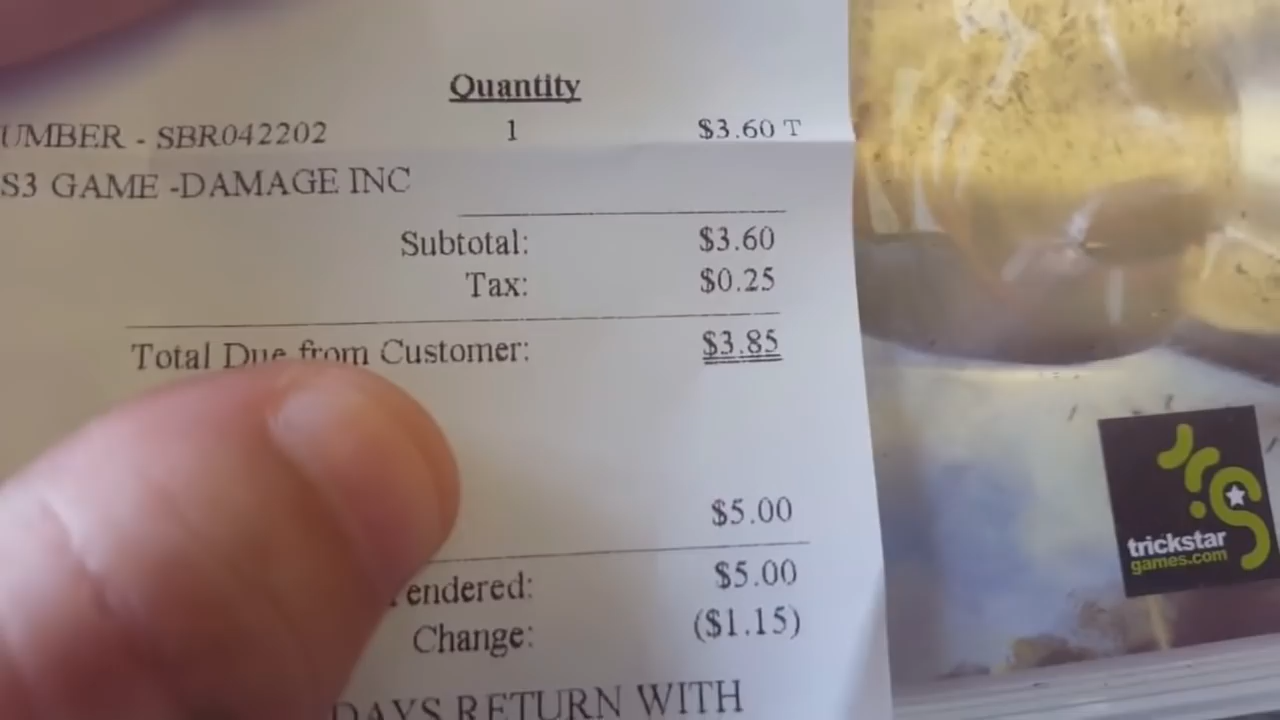 Quantity
UMBER - SBR042202 1 $3.60 T
S3 GAME -DAMAGE INC
Subtotal: $3.60
Tax: $0.25
Total Due from Customer: $3.85
$5.00
endered: $5.00
Change: ($1.15)
DAYS RETURN WITH
trickstar
games.com